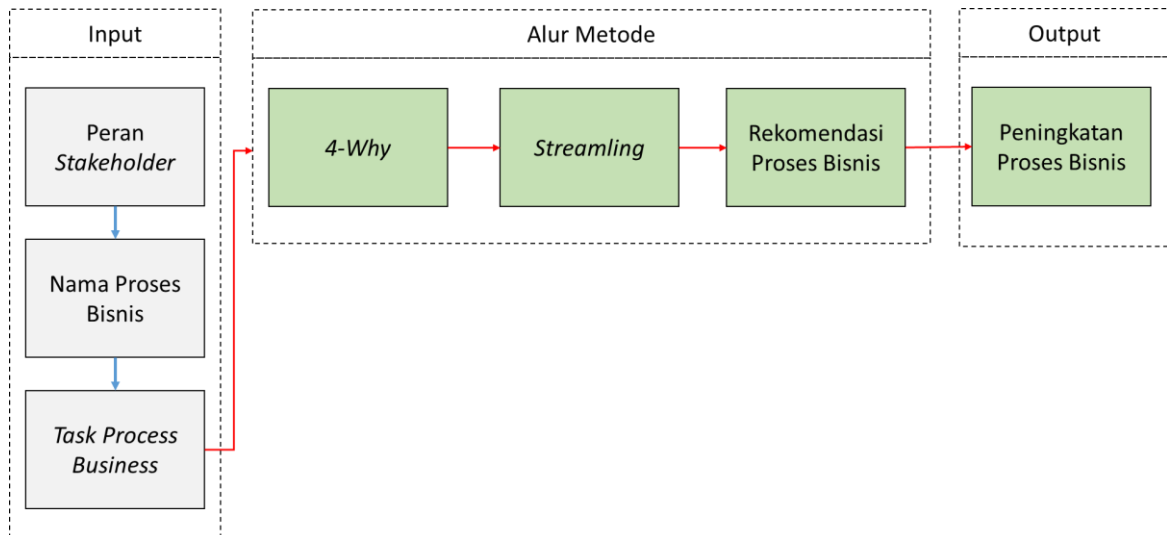 Input
Peran
Stakeholder
Nama Proses
Bisnis
Task Process
Business
Alur Metode
4-Why
Streamling
Rekomendasi
Proses Bisnis
Output
Peningkatan
Proses Bisnis